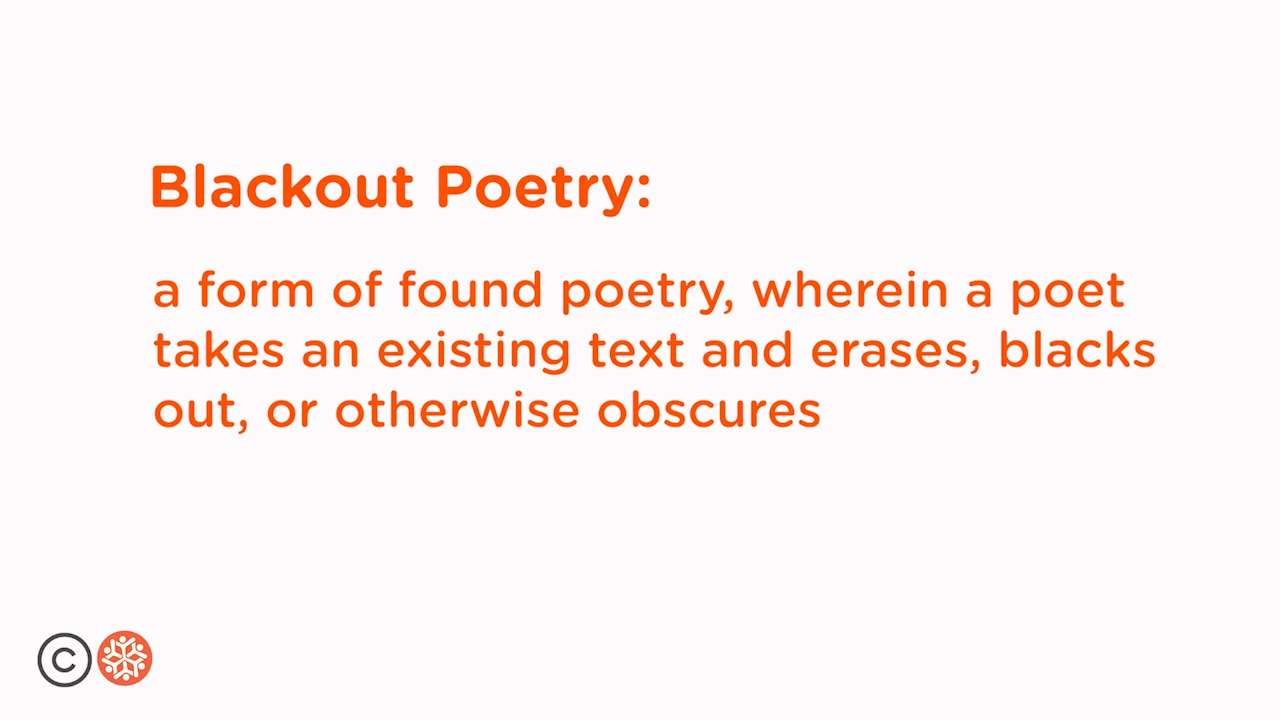 Blackout Poetry:
a form of found poetry, wherein a poet
takes an existing text and erases, blacks
out, or otherwise obscures
©